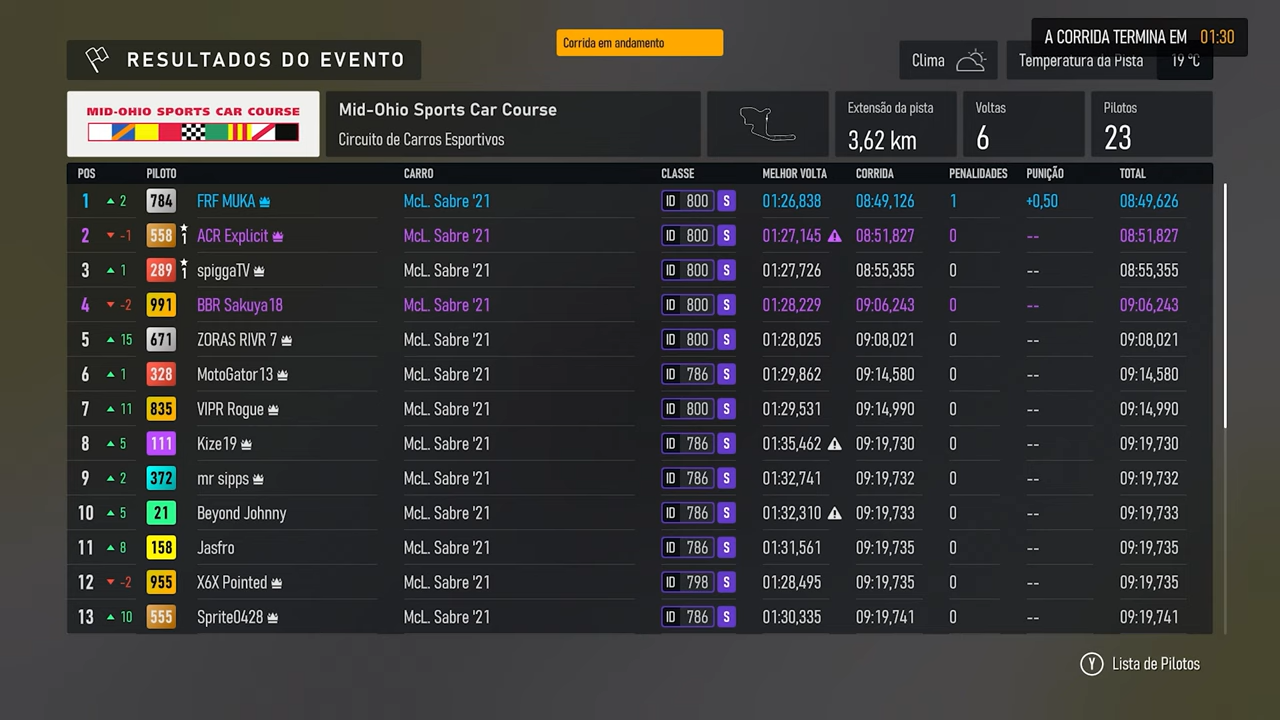 Corrida em andamento
A CORRIDA TERMINA EM 01:30
RESULTADOS DO EVENTO
Clima
Temperatura da Pista 19 °C
MID-OHIO SPORTS CAR COURSE
Mid-Ohio Sports Car Course
Circuito de Carros Esportivos
Extensão da pista
3,62 km
Voltas
6
Pilotos
23
POS PILOTO CARRO CLASSE MELHOR VOLTA CORRIDA PENALIDADES PUNIÇÃO TOTAL
1 2 784 FRF MUKA McL. Sabre '21 ID 800 S 01:26,838 08:49,126 1 +0,50 08:49,626
2 -1 558 1 ACR Explicit McL. Sabre '21 ID 800 S 01:27,145 08:51,827 0 -- 08:51,827
3 1 289 1 spiggaTV McL. Sabre '21 ID 800 S 01:27,726 08:55,355 0 -- 08:55,355
4 -2 991 BBR Sakuya18 McL. Sabre '21 ID 800 S 01:28,229 09:06,243 0 -- 09:06,243
5 15 671 ZORAS RIVR 7 McL. Sabre '21 ID 800 S 01:28,025 09:08,021 0 -- 09:08,021
6 1 328 MotoGator13 McL. Sabre '21 ID 786 S 01:29,862 09:14,580 0 -- 09:14,580
7 11 835 VIPR Rogue McL. Sabre '21 ID 800 S 01:29,531 09:14,990 0 -- 09:14,990
8 5 111 Kize19 McL. Sabre '21 ID 786 S 01:35,462 09:19,730 0 -- 09:19,730
9 2 372 mr sipps McL. Sabre '21 ID 786 S 01:32,741 09:19,732 0 -- 09:19,732
10 5 21 Beyond Johnny McL. Sabre '21 ID 786 S 01:32,310 09:19,733 0 -- 09:19,733
11 8 158 Jasfro McL. Sabre '21 ID 786 S 01:31,561 09:19,735 0 -- 09:19,735
12 -2 955 X6X Pointed McL. Sabre '21 ID 798 S 01:28,495 09:19,735 0 -- 09:19,735
13 10 555 Sprite0428 McL. Sabre '21 ID 786 S 01:30,335 09:19,741 0 -- 09:19,741
Y Lista de Pilotos